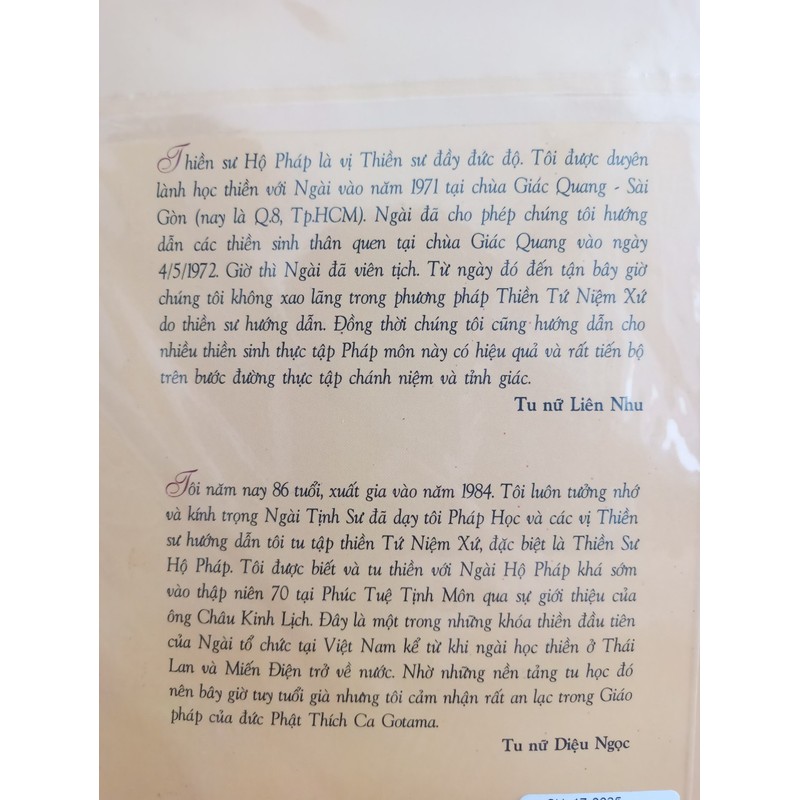 Thiền sư Hộ Pháp là vị Thiền sư đầy đức độ. Tôi được duyên
lành học thiền với Ngài vào năm 1971 tại chùa Giác Quang - Sài
Gòn (nay là Q.8, Tp.HCM). Ngài đã cho phép chúng tôi hướng
dẫn các thiền sinh thân quen tại chùa Giác Quang vào ngày
4/5/1972. Giờ thì Ngài đã viên tịch. Từ ngày đó đến tận bây giờ
chúng tôi không xao lãng trong phương pháp Thiền Tứ Niệm Xứ
do thiền sư hướng dẫn. Đồng thời chúng tôi cũng hướng dẫn cho
nhiều thiền sinh thực tập Pháp môn này có hiệu quả và rất tiến bộ
trên bước đường thực tập chánh niệm và tỉnh giác.
Tu nữ Liên Nhu
Tôi năm nay 86 tuổi, xuất gia vào năm 1984. Tôi luôn tưởng nhớ
và kính trọng Ngài Tịnh Sư đã dạy tôi Pháp Học và các vị Thiền
sư hướng dẫn tôi tu tập thiền Tứ Niệm Xứ, đặc biệt là Thiền Sư
Hộ Pháp. Tôi được biết và tu thiền với Ngài Hộ Pháp khá sớm
vào thập niên 70 tại Phúc Tuệ Tịnh Môn qua sự giới thiệu của
ông Châu Kinh Lịch. Đây là một trong những khóa thiền đầu tiên
của Ngài tổ chức tại Việt Nam kể từ khi ngài học thiền ở Thái
Lan và Miến Điện trở về nước. Nhờ những nền tảng tu học đó
nên bây giờ tuy tuổi già nhưng tôi cảm nhận rất an lạc trong Giáo
pháp của đức Phật Thích Ca Gotama.
Tu nữ Diệu Ngọc